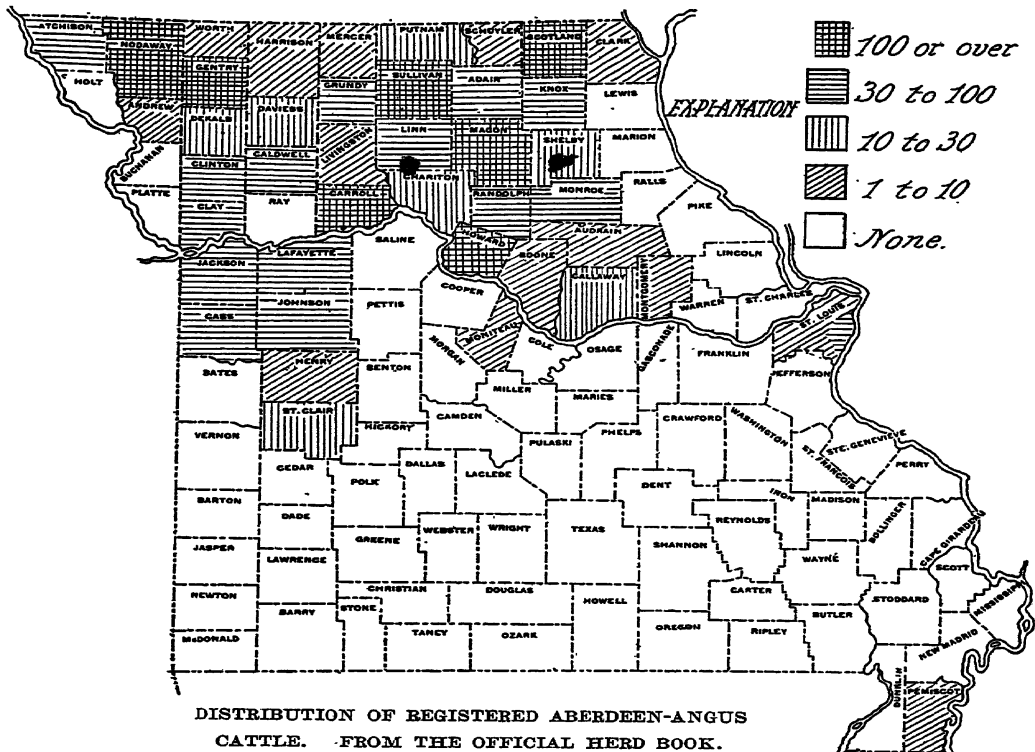 ATCHISON
NODAWAY
WORTH
HARRISON
MERCER
PUTNAM
SCHUYLER
SCOTLAND
CLARK
100 or over
HOLT
GENTRY
GRUNDY
SULLIVAN
ADAIR
KNOX
LEWIS
EXPLANATION
30 to 100
ANDREW
DEKALB
DAVIESS
LIVINGSTON
LINN
MACON
SHELBY
MARION
10 to 30
BUCHANAN
CLINTON
CALDWELL
CHARITON
RALLS
PLATTE
CLAY
RAY
CARROLL
RANDOLPH
MONROE
PIKE
1 to 10
SALINE
HOWARD
BOONE
AUDRAIN
LINCOLN
None.
JACKSON
LAFAYETTE
COOPER
CALLAWAY
MONTGOMERY
WARREN
ST. CHARLES
CASS
JOHNSON
PETTIS
MONITEAU
COLE
OSAGE
GASCONADE
FRANKLIN
ST. LOUIS
BATES
HENRY
BENTON
MORGAN
MILLER
MARIES
JEFFERSON
ST. CLAIR
HICKORY
CAMDEN
PULASKI
PHELPS
CRAWFORD
WASHINGTON
ST. FRANCOIS
STE. GENEVIEVE
VERNON
CEDAR
POLK
DALLAS
LACLEDE
DENT
IRON
MADISON
PERRY
BARTON
DADE
GREENE
WEBSTER
WRIGHT
TEXAS
REYNOLDS
BOLLINGER
CAPE GIRARDEAU
JASPER
LAWRENCE
SHANNON
WAYNE
SCOTT
NEWTON
BARRY
STONE
CHRISTIAN
DOUGLAS
HOWELL
CARTER
BUTLER
STODDARD
MISSISSIPPI
McDONALD
TANEY
OZARK
OREGON
RIPLEY
NEW MADRID
DUNKLIN
PEMISCOT
DISTRIBUTION OF REGISTERED ABERDEEN-ANGUS
CATTLE. FROM THE OFFICIAL HERD BOOK.